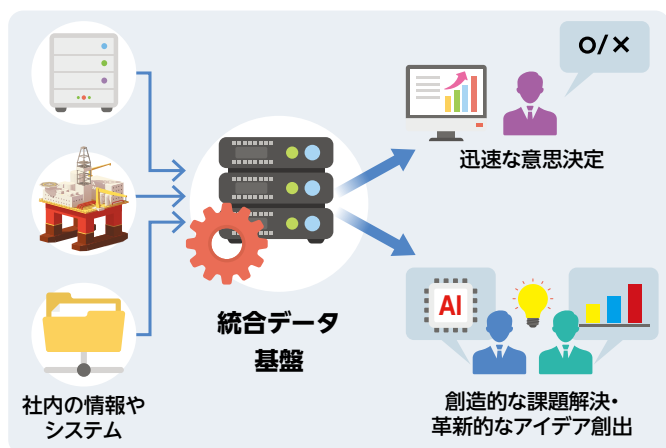 社内の情報や
システム
統合データ
基盤
○/×
迅速な意思決定
AI
創造的な課題解決・
革新的なアイデア創出